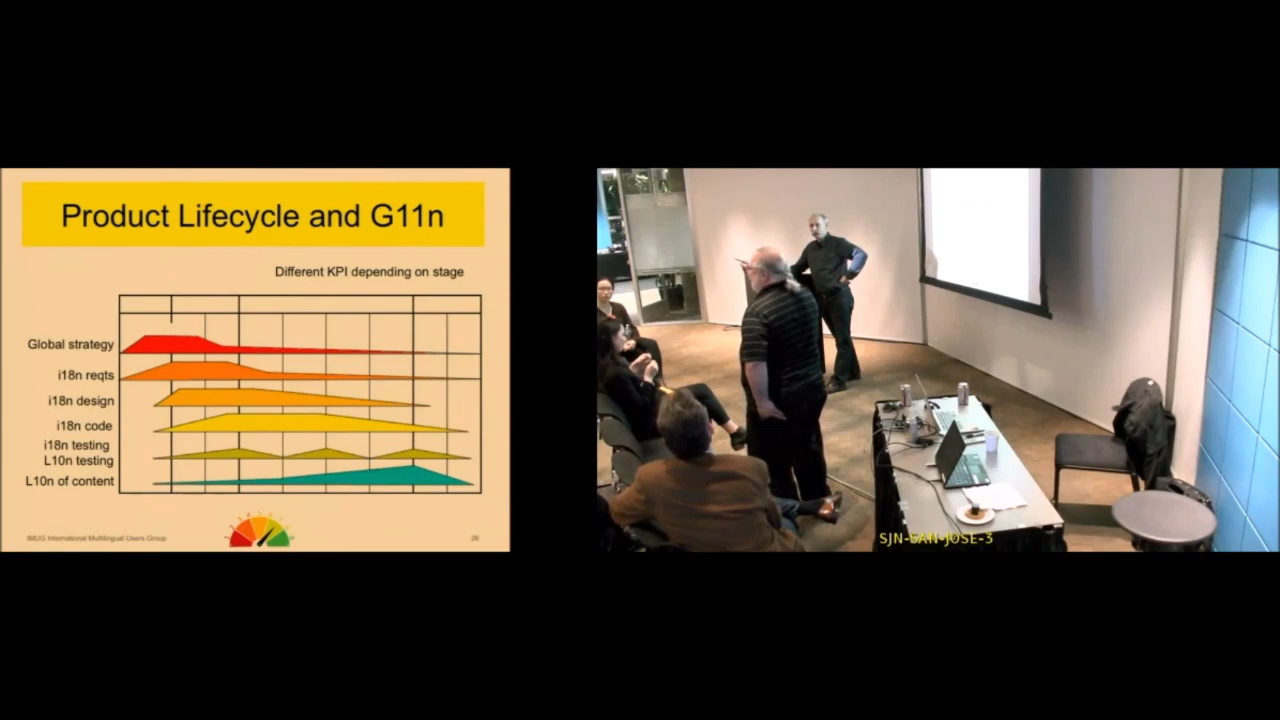 Product Lifecycle and G11n
Different KPI depending on stage
Global strategy
i18n reqts
i18n design
i18n code
i18n testing
L10n testing
L10n of content
IMUG International Multilingual Users Group
26
SJN-SAN-JOSE-3